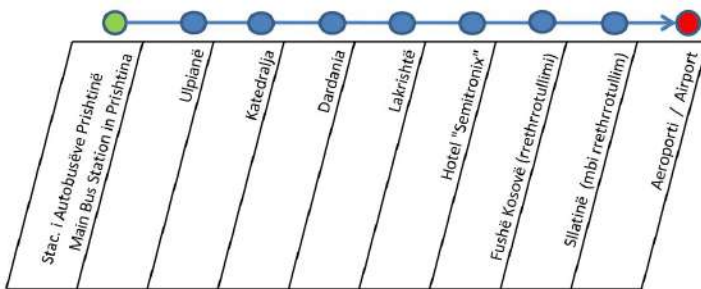 Stac. i Autobusëve Prishtinë
Main Bus Station in Prishtina
Ulpianë
Katedralja
Dardania
Lakrishtë
Hotel "Semitronix"
Fushë Kosovë (rrethrrotullimi)
Sllatinë (mbi rrethrrotullim)
Aeroporti / Airport